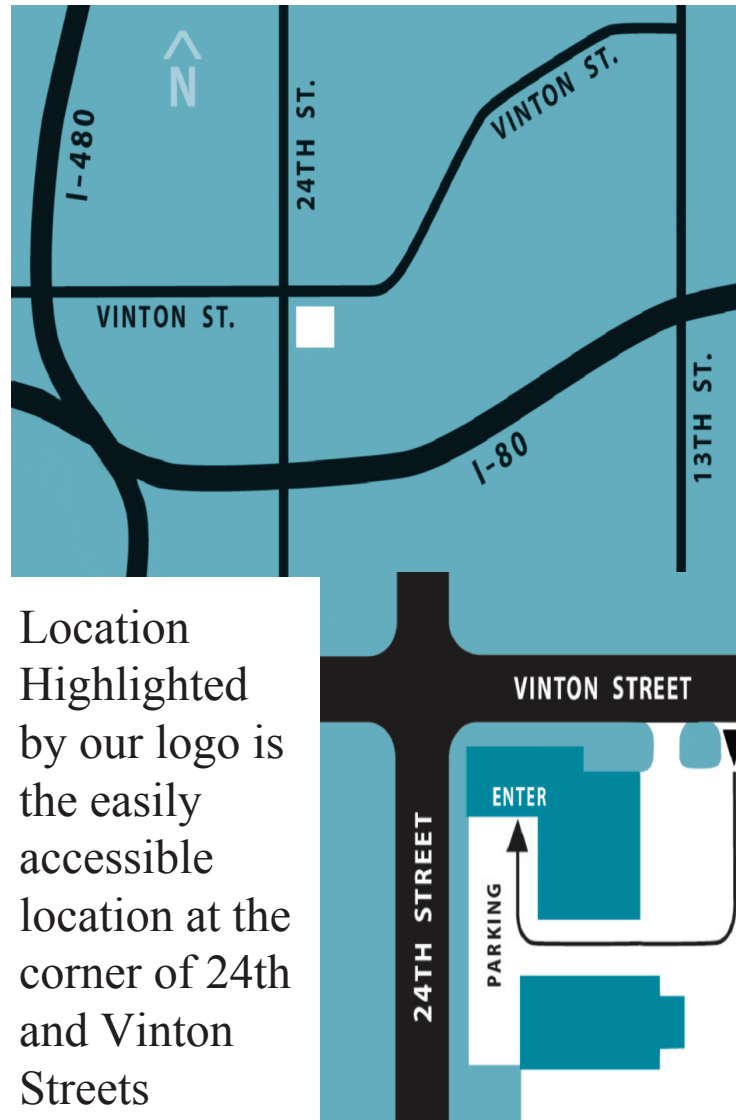 N
I-480
24TH ST.
VINTON ST.
VINTON ST.
I-80
13TH ST.
Location
Highlighted
by our logo is
the easily
accessible
location at the
corner of 24th
and Vinton
Streets
VINTON STREET
ENTER
PARKING
24TH STREET